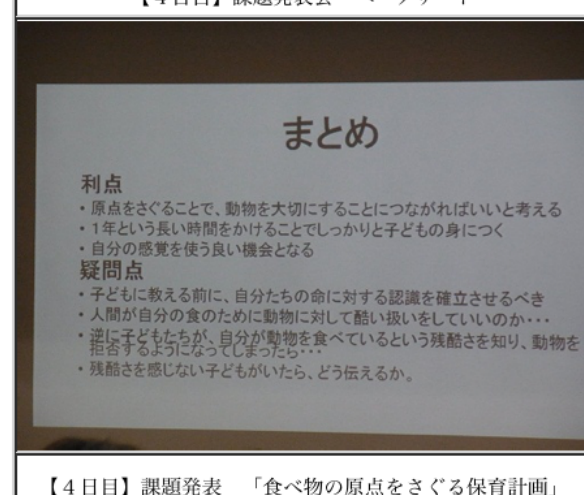 まとめ
利点
・原点をさぐることで、動物を大切にすることにつながればいいと考える
・1年という長い時間をかけることでしっかりと子どもの身につく
・自分の感覚を使う良い機会となる
疑問点
・子どもに教える前に、自分たちの命に対する認識を確立させるべき
・人間が自分の食のために動物に対して酷い扱いをしていいのか・・・
・逆に子どもたちが、自分が動物を食べているという残酷さを知り、動物を
拒否するようになってしまったら・・・
・残酷さを感じない子どもがいたら、どう伝えるか。
【4日目】課題発表　「食べ物の原点をさぐる保育計画」